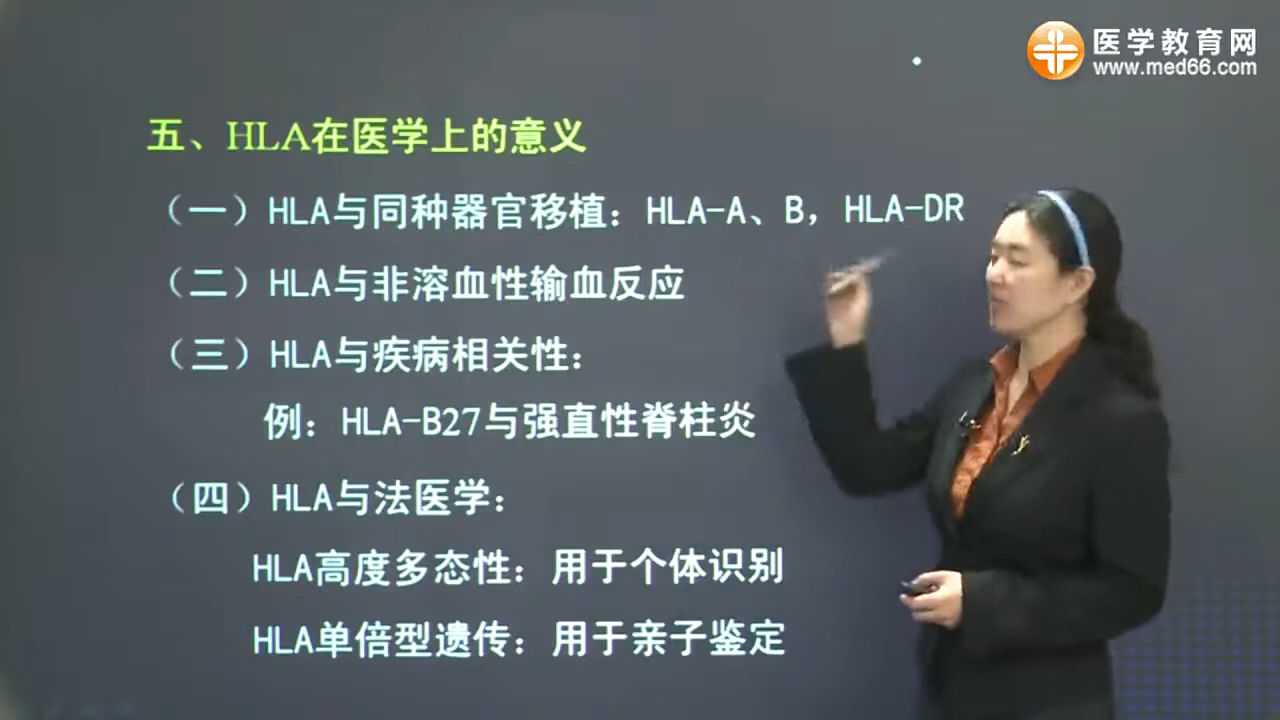 医学教育网
www.med66.com
五、HLA在医学上的意义
（一）HLA与同种器官移植：HLA-A、B，HLA-DR
（二）HLA与非溶血性输血反应
（三）HLA与疾病相关性：
例：HLA-B27与强直性脊柱炎
（四）HLA与法医学：
HLA高度多态性：用于个体识别
HLA单倍型遗传：用于亲子鉴定